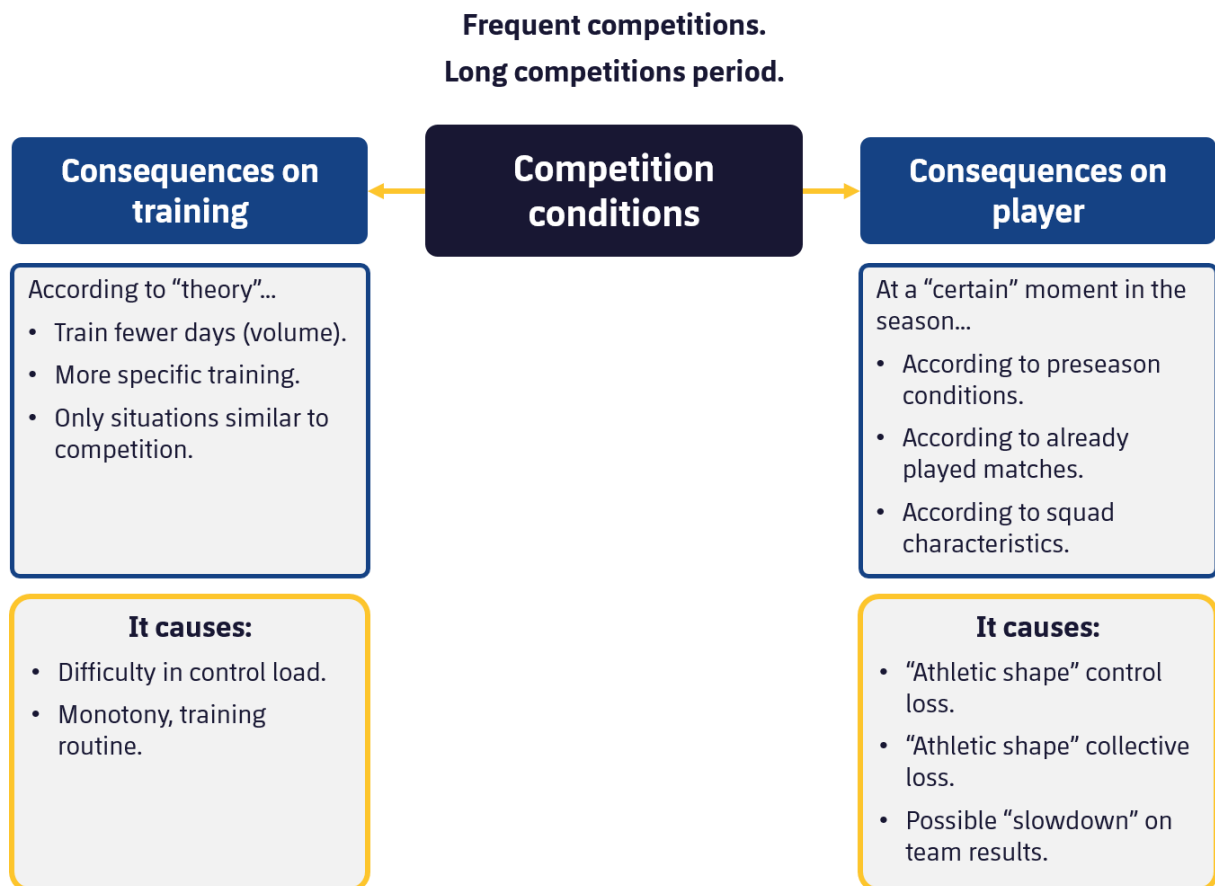 Frequent competitions.
Long competitions period.
Consequences on
training
Competition
conditions
Consequences on
player
According to “theory”...
• Train fewer days (volume).
• More specific training.
• Only situations similar to
competition.
At a “certain” moment in the
season...
• According to preseason
conditions.
• According to already
played matches.
• According to squad
characteristics.
It causes:
• Difficulty in control load.
• Monotony, training
routine.
It causes:
• “Athletic shape” control
loss.
• “Athletic shape” collective
loss.
• Possible “slowdown” on
team results.